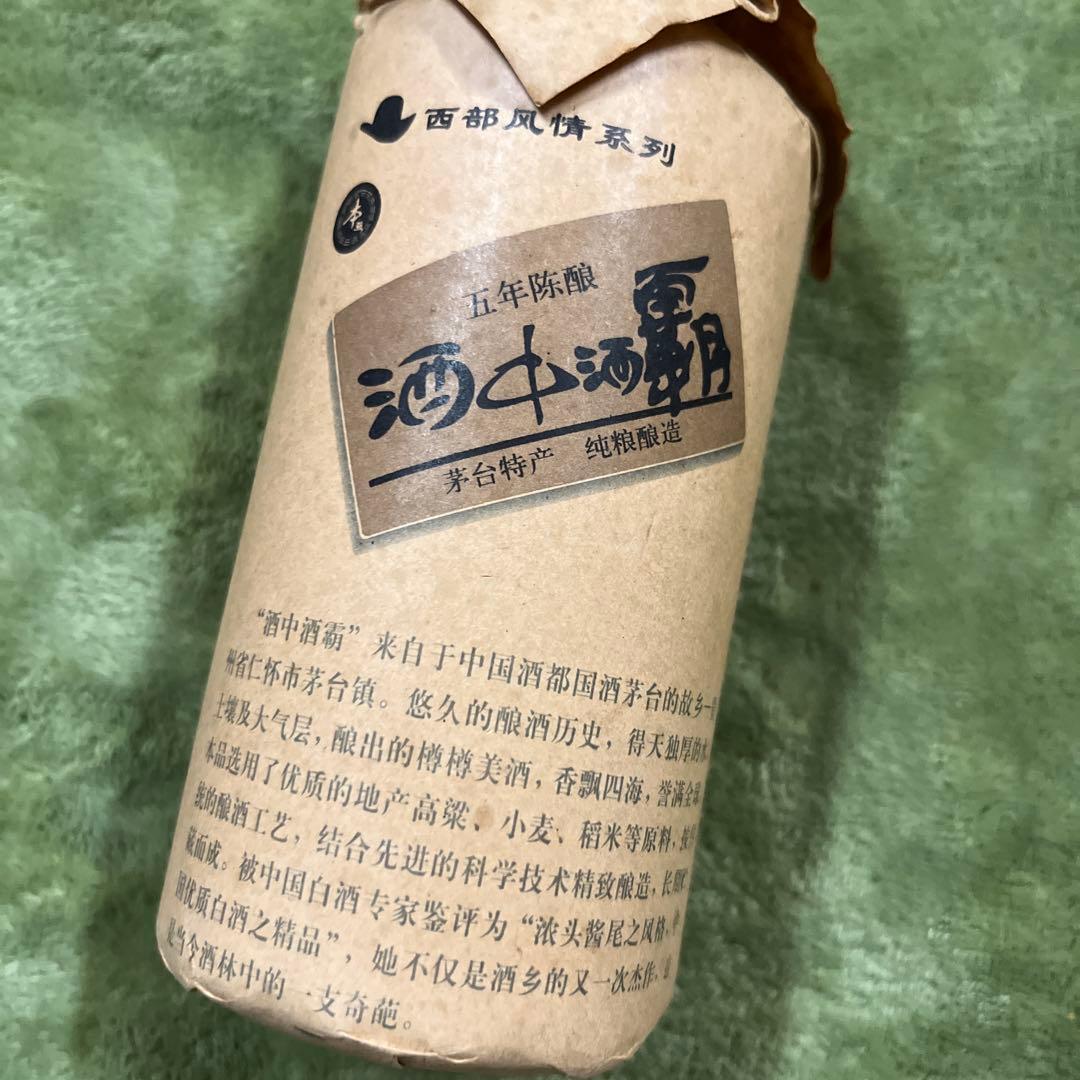 西部风情系列
本
五年陈酿
酒中酒霸
茅台特产 纯粮酿造
“酒中酒霸”来自于中国酒都国酒茅台的故乡一
州省仁怀市茅台镇。悠久的酿酒历史，得天独厚的水
土壤及大气层，酿出的樽樽美酒，香飘四海，誉满全球
本品选用了优质的地产高粱、小麦、稻米等原料，按
统的酿酒工艺，结合先进的科学技术精致酿造，长期
藏而成。被中国白酒专家鉴评为“浓头酱尾之风格，中
国优质白酒之精品”，她不仅是酒乡的又一次杰作，
是当今酒林中的一支奇葩。